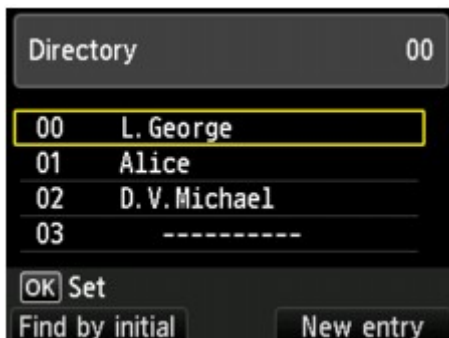 Directory 00
00 L. George
01 Alice
02 D. V. Michael
03 ----------
OK Set
Find by initial New entry